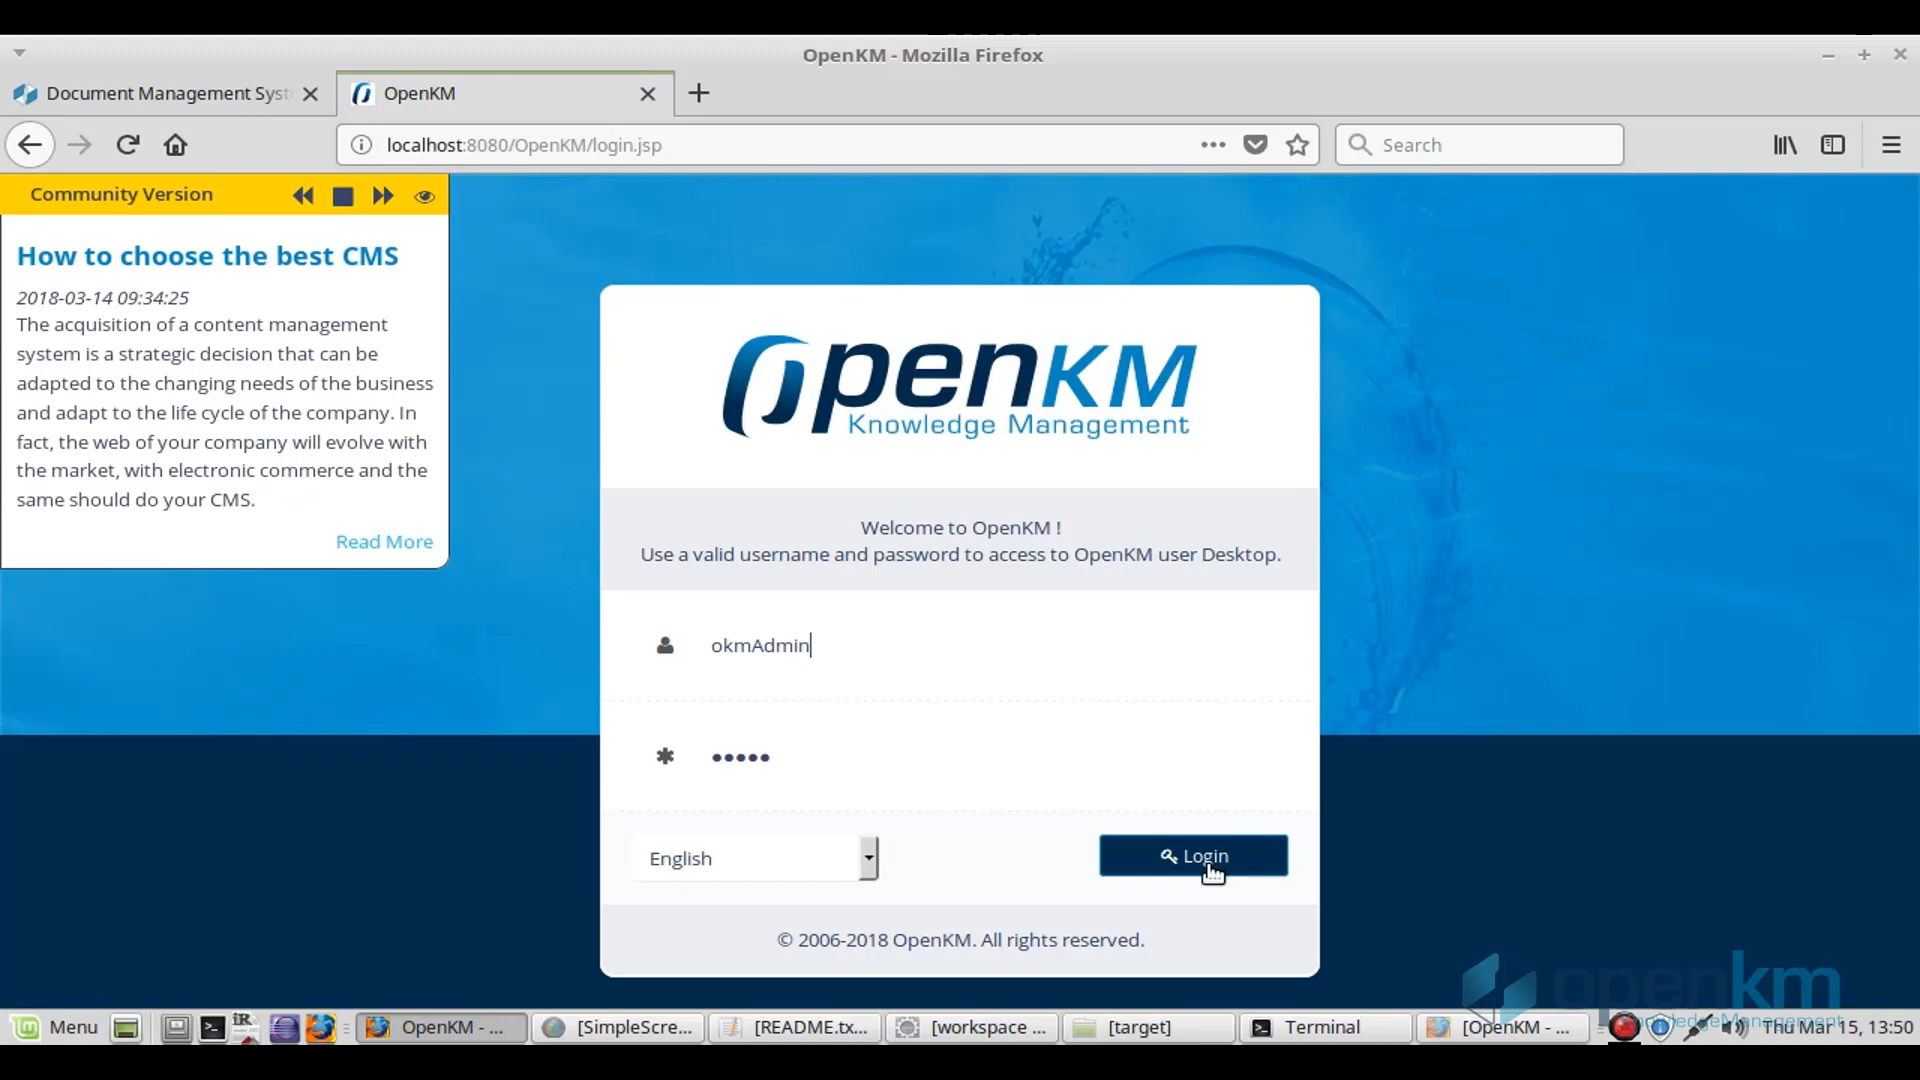 OpenKM - Mozilla Firefox
Document Management Syst
OpenKM
localhost:8080/OpenKM/login.jsp
Search
Community Version
How to choose the best CMS
2018-03-14 09:34:25
The acquisition of a content management
system is a strategic decision that can be
adapted to the changing needs of the business
and adapt to the life cycle of the company. In
fact, the web of your company will evolve with
the market, with electronic commerce and the
same should do your CMS.
Read More
OpenKM
Knowledge Management
Welcome to OpenKM !
Use a valid username and password to access to OpenKM user Desktop.
okmAdmin
•••••
English
Login
© 2006-2018 OpenKM. All rights reserved.
openkm
KnowledgeManagement
Menu
iR
OpenKM - ...
[SimpleScre...
[README.tx...
[workspace ...
[target]
Terminal
[OpenKM - ...
Thu Mar 15, 13:50